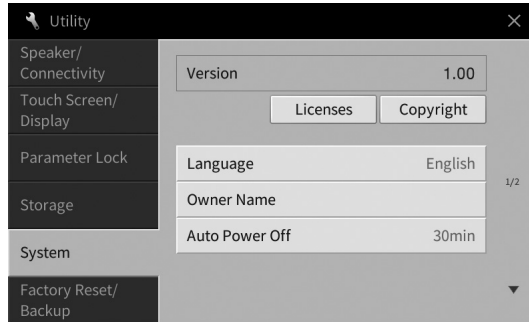 Utility
Speaker/
Connectivity
Touch Screen/
Display
Parameter Lock
Storage
System
Factory Reset/
Backup
Version 1.00
Licenses Copyright
Language English
Owner Name
Auto Power Off 30min
1/2